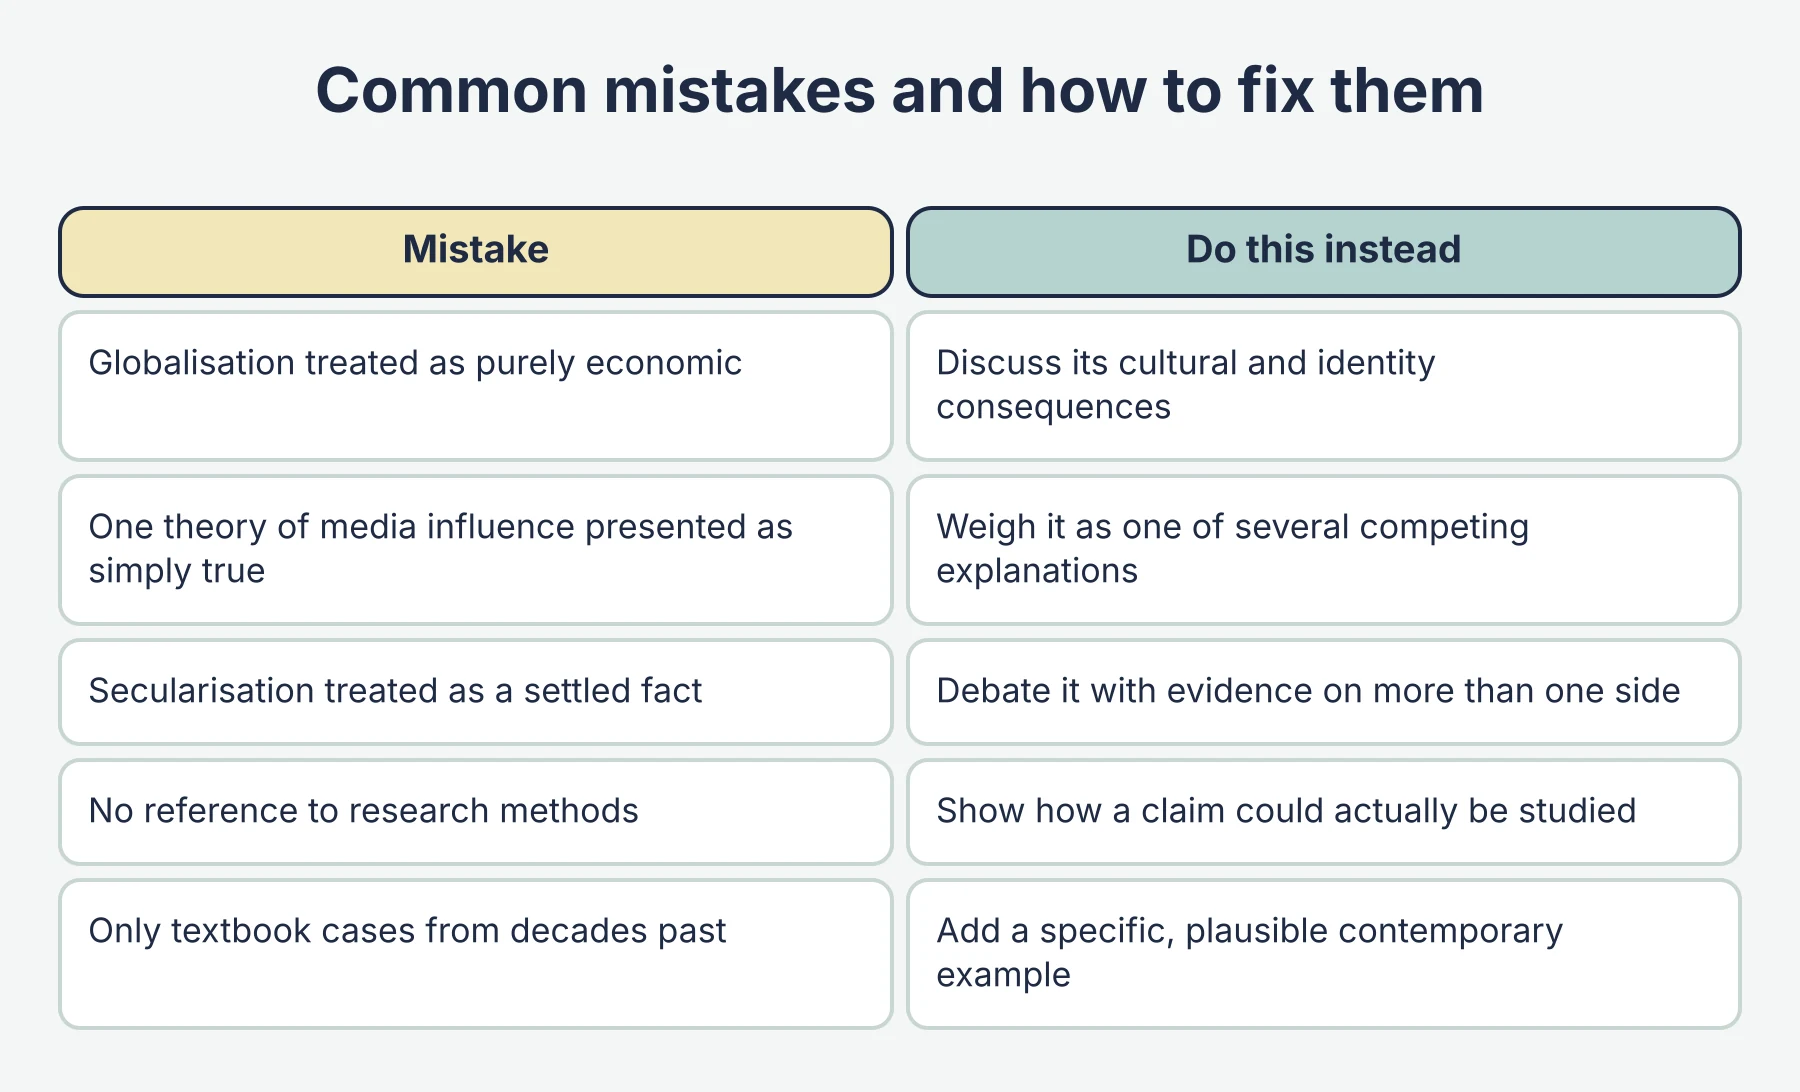 Common mistakes and how to fix them
Mistake
Do this instead
Globalisation treated as purely economic
Discuss its cultural and identity
consequences
One theory of media influence presented as
simply true
Weigh it as one of several competing
explanations
Secularisation treated as a settled fact
Debate it with evidence on more than one side
No reference to research methods
Show how a claim could actually be studied
Only textbook cases from decades past
Add a specific, plausible contemporary
example